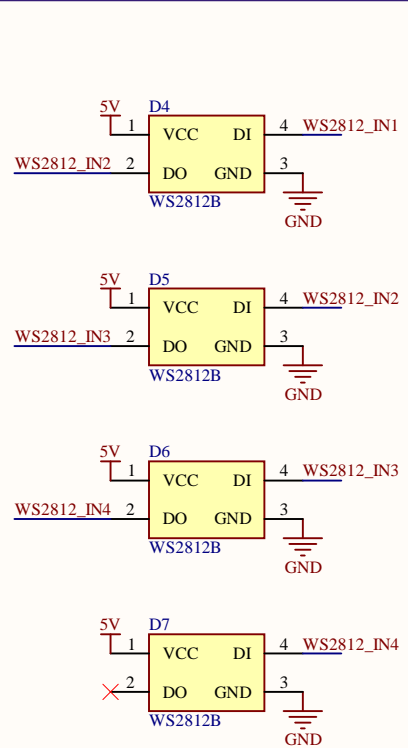 5V D4
1 VCC DI 4 WS2812_IN1
WS2812_IN2 2 DO GND 3
WS2812B
GND
5V D5
1 VCC DI 4 WS2812_IN2
WS2812_IN3 2 DO GND 3
WS2812B
GND
5V D6
1 VCC DI 4 WS2812_IN3
WS2812_IN4 2 DO GND 3
WS2812B
GND
5V D7
1 VCC DI 4 WS2812_IN4
2 DO GND 3
WS2812B
GND